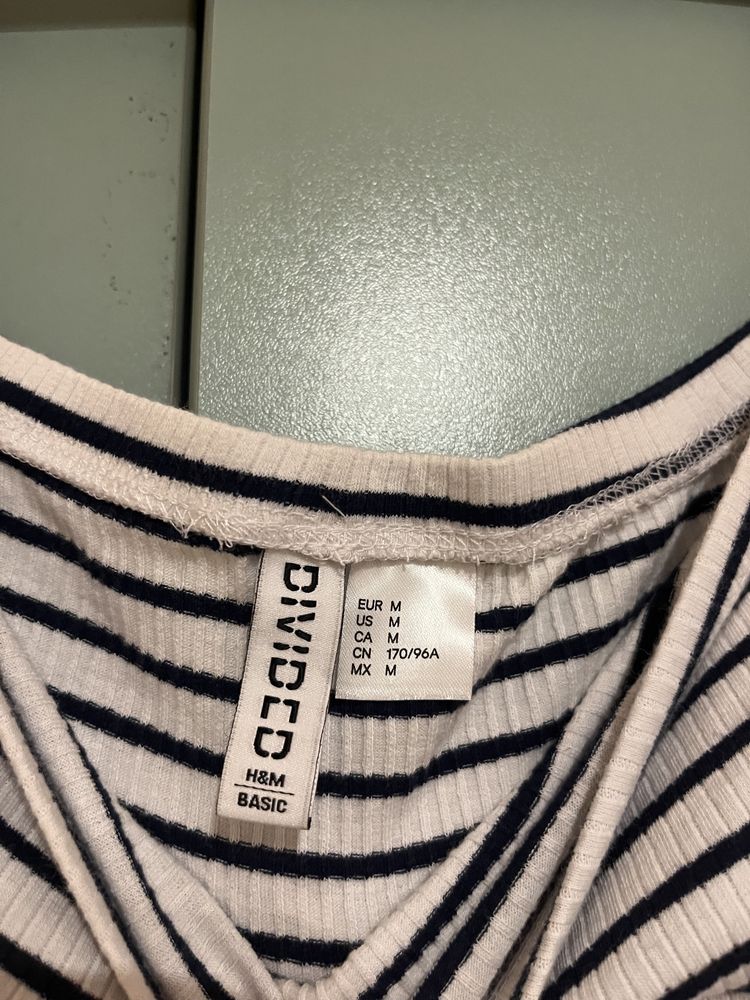 DIVIDED
H&M
BASIC
EUR M
US M
CA M
CN 170/96A
MX M